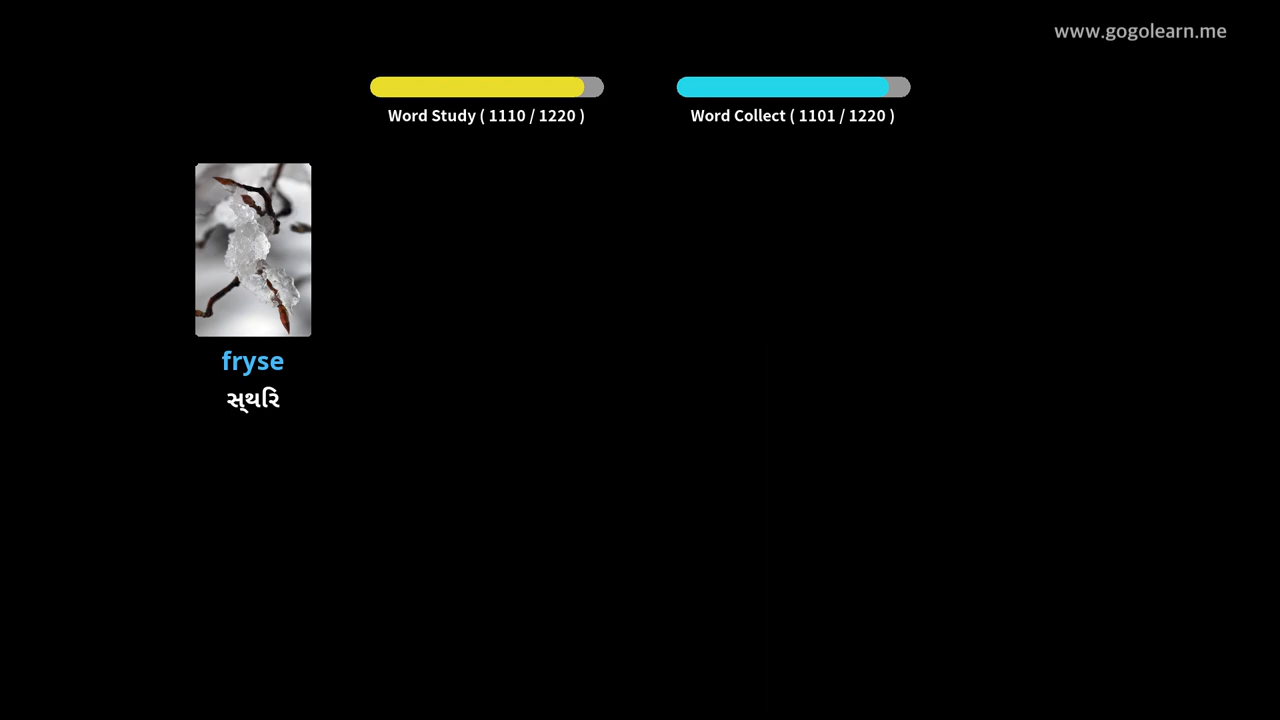 www.gogolearn.me
Word Study ( 1110 / 1220 )
Word Collect ( 1101 / 1220 )
fryse
સ્થિર